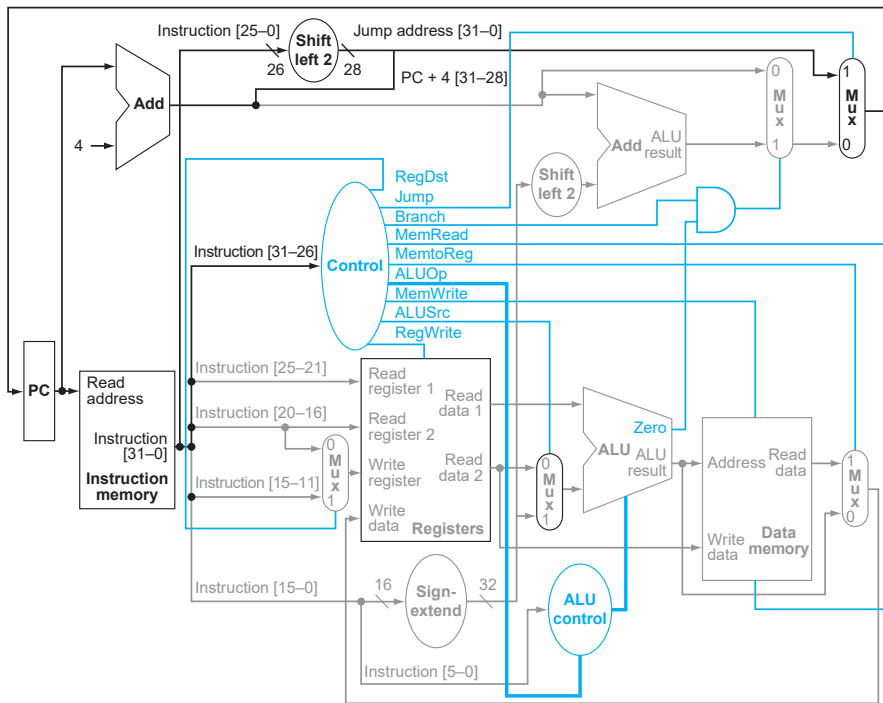 Instruction [25–0]
Shift
left 2
Jump address [31–0]
26
28
PC + 4 [31–28]
Add
4
0
M
u
x
1
1
M
u
x
0
Add
ALU
result
Shift
left 2
RegDst
Jump
Branch
MemRead
MemtoReg
ALUOp
MemWrite
ALUSrc
RegWrite
Instruction [31–26]
Control
PC
Read
address
Instruction
[31–0]
Instruction
memory
Instruction [25–21]
Instruction [20–16]
Instruction [15–11]
Instruction [15–0]
Instruction [5–0]
0
M
u
x
1
Read
register 1
Read
register 2
Write
register
Write
data
Read
data 1
Read
data 2
Registers
0
M
u
x
1
Zero
ALU
ALU
result
Address
Read
data
Write
data
Data
memory
1
M
u
x
0
16
Sign-
extend
32
ALU
control